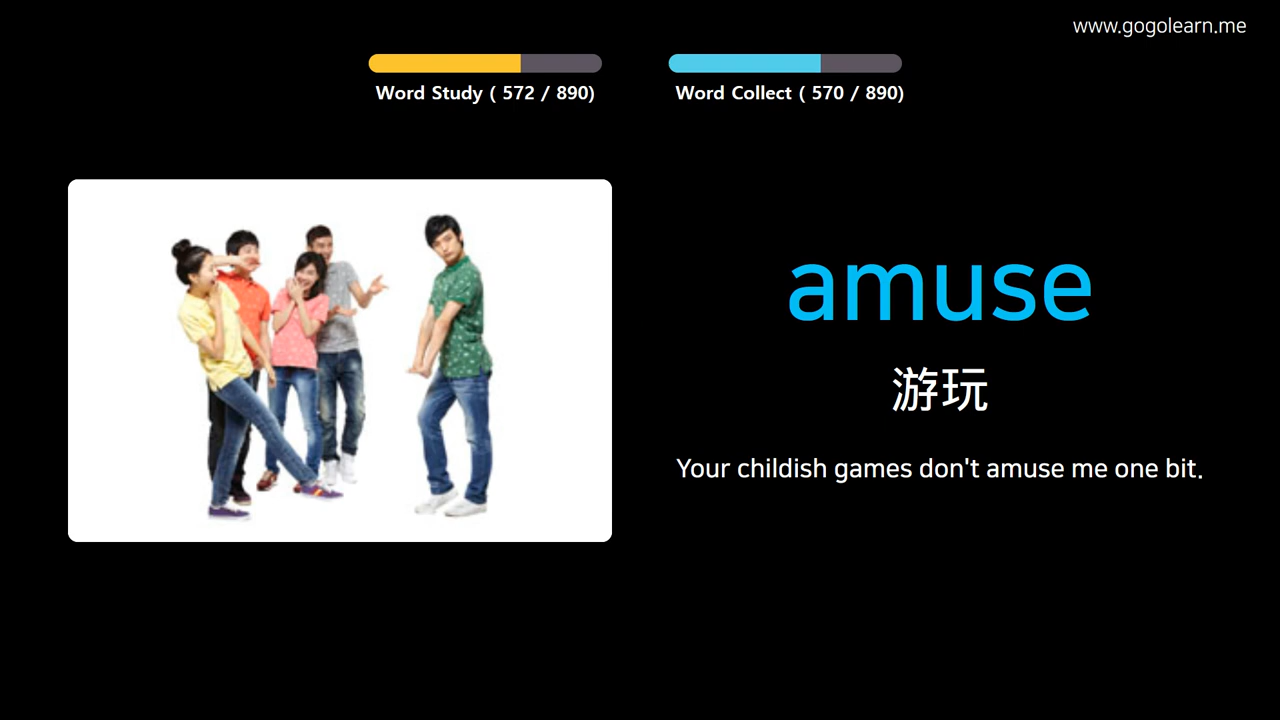 www.gogolearn.me
Word Study ( 572 / 890)
Word Collect ( 570 / 890)
amuse
游玩
Your childish games don't amuse me one bit.